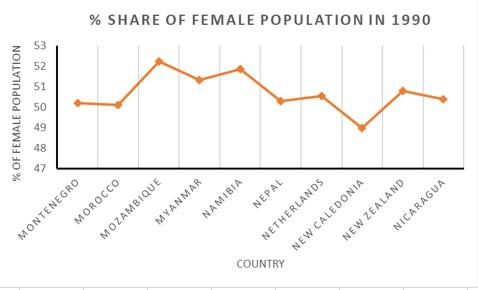 % SHARE OF FEMALE POPULATION IN 1990
% OF FEMALE POPULATION
53
52
51
50
49
48
47
MONTENEGRO
MOROCCO
MOZAMBIQUE
MYANMAR
NAMIBIA
NEPAL
NETHERLANDS
NEW CALEDONIA
NEW ZEALAND
NICARAGUA
COUNTRY